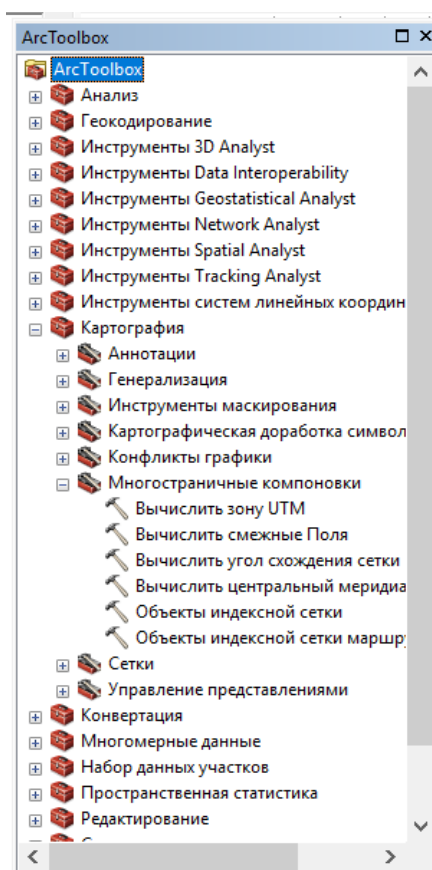 ArcToolbox
ArcToolbox
Анализ
Геокодирование
Инструменты 3D Analyst
Инструменты Data Interoperability
Инструменты Geostatistical Analyst
Инструменты Network Analyst
Инструменты Spatial Analyst
Инструменты Tracking Analyst
Инструменты систем линейных координ
Картография
Аннотации
Генерализация
Инструменты маскирования
Картографическая доработка символ
Конфликты графики
Многостраничные компоновки
Вычислить зону UTM
Вычислить смежные Поля
Вычислить угол схождения сетки
Вычислить центральный меридиа
Объекты индексной сетки
Объекты индексной сетки маршр
Сетки
Управление представлениями
Конвертация
Многомерные данные
Набор данных участков
Пространственная статистика
Редактирование